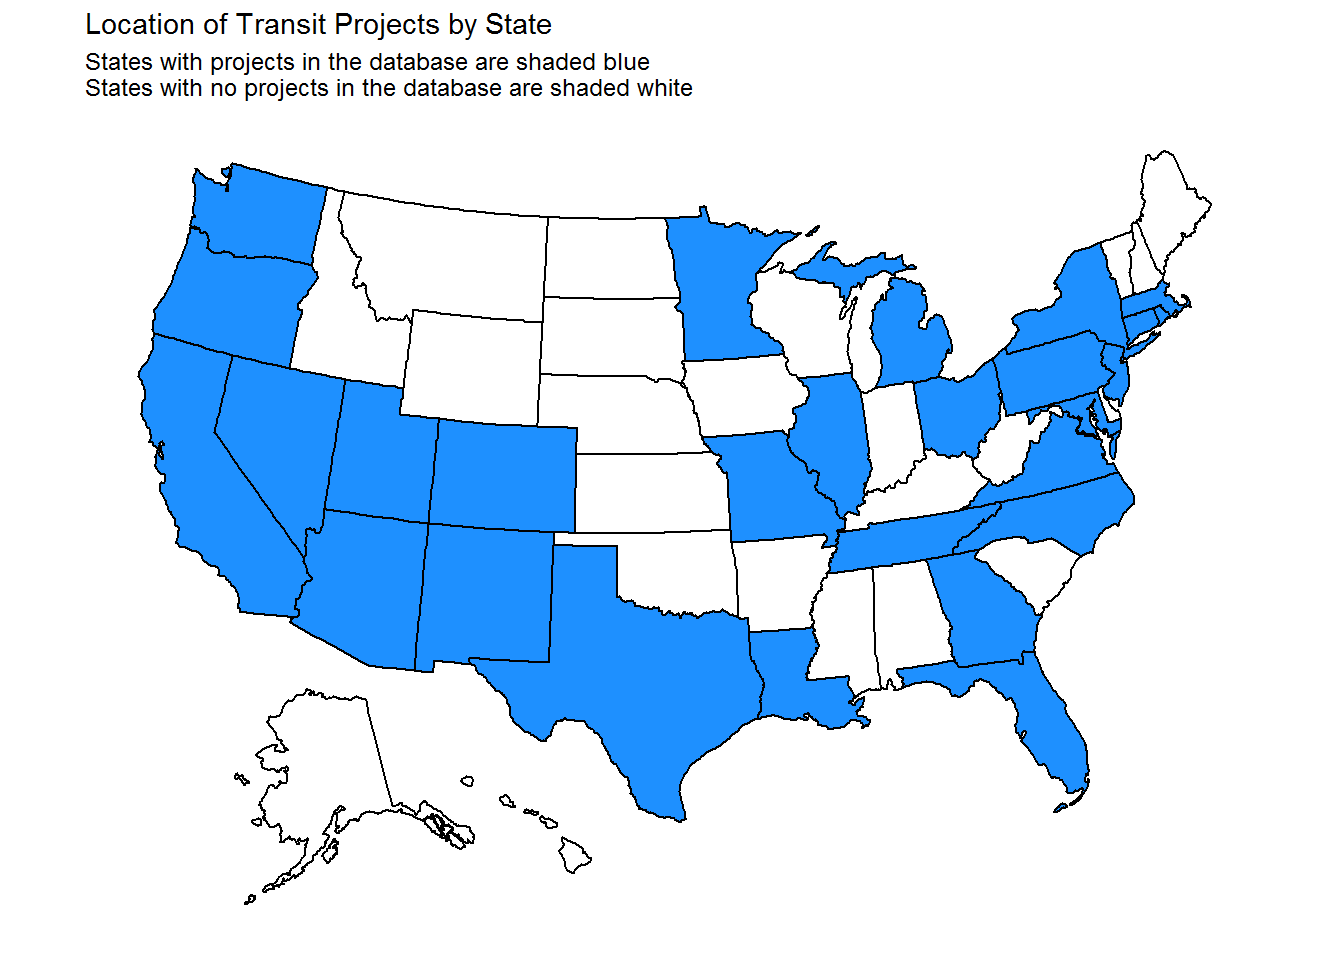 Location of Transit Projects by State
States with projects in the database are shaded blue
States with no projects in the database are shaded white